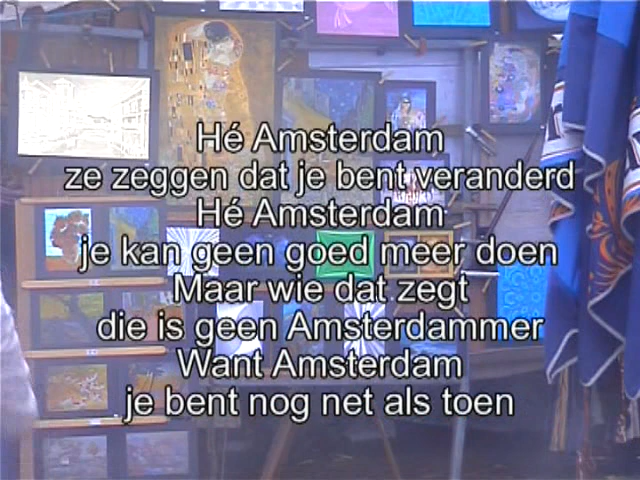 Hé Amsterdam
ze zeggen dat je bent veranderd
Hé Amsterdam
je kan geen goed meer doen
Maar wie dat zegt
die is geen Amsterdammer
Want Amsterdam
je bent nog net als toen